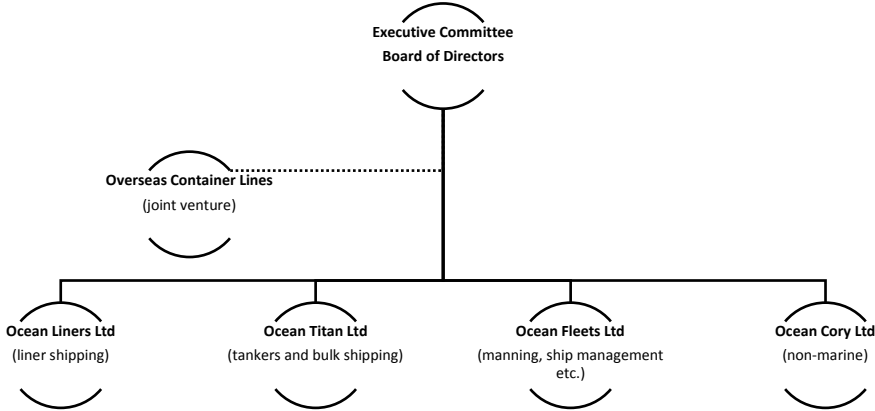 Executive Committee
Board of Directors
Overseas Container Lines
(joint venture)
Ocean Liners Ltd
(liner shipping)
Ocean Titan Ltd
(tankers and bulk shipping)
Ocean Fleets Ltd
(manning, ship management
etc.)
Ocean Cory Ltd
(non-marine)